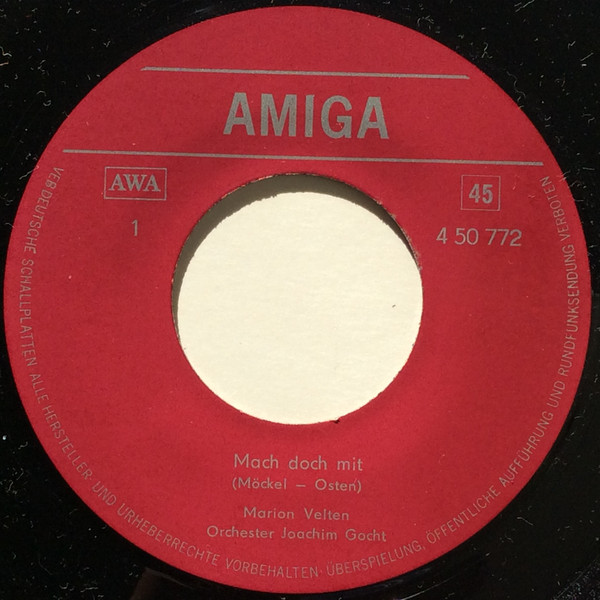 AMIGA
AWA
45
1
4 50 772
Mach doch mit
(Möckel – Osten)
Marion Velten
Orchester Joachim Gocht
VEB DEUTSCHE SCHALLPLATTEN ALLE HERSTELLER- UND URHEBERRECHTE VORBEHALTEN · ÜBERSPIELUNG, ÖFFENTLICHE AUFFÜHRUNG UND RUNDFUNKSENDUNG VERBOTEN